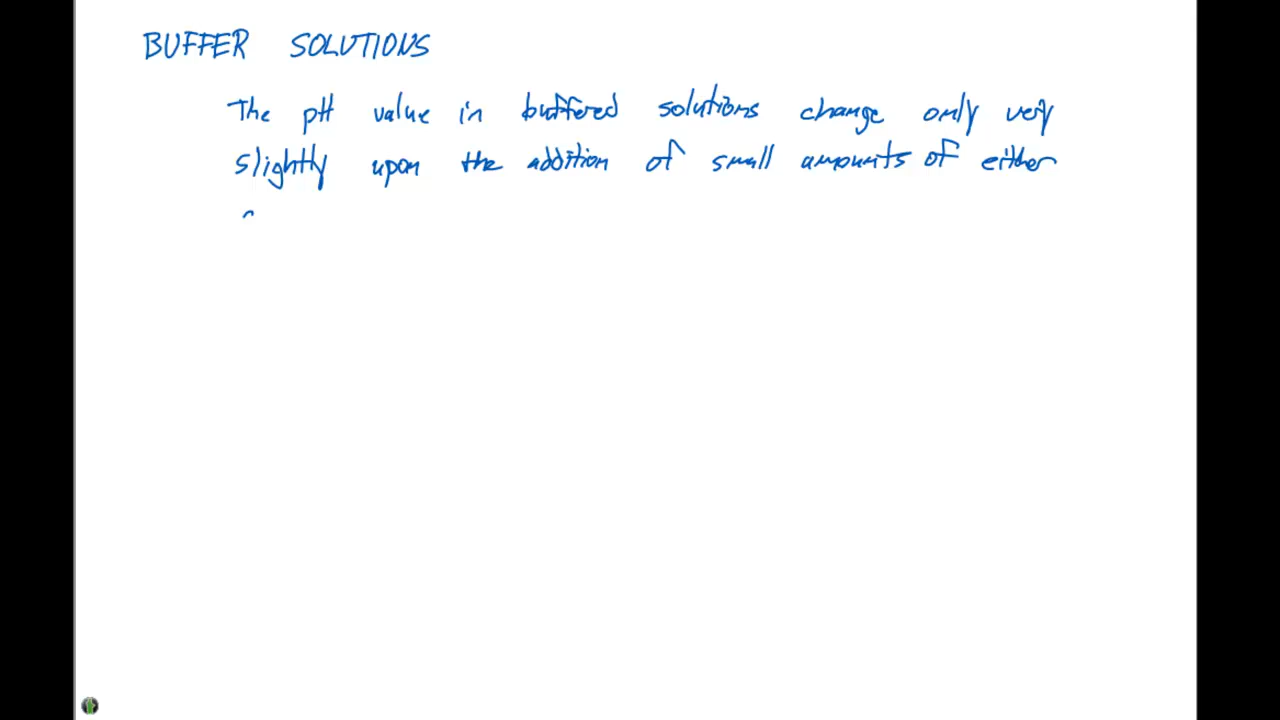 BUFFER SOLUTIONS
The pH value in buffered solutions change only very
slightly upon the addition of small amounts of either